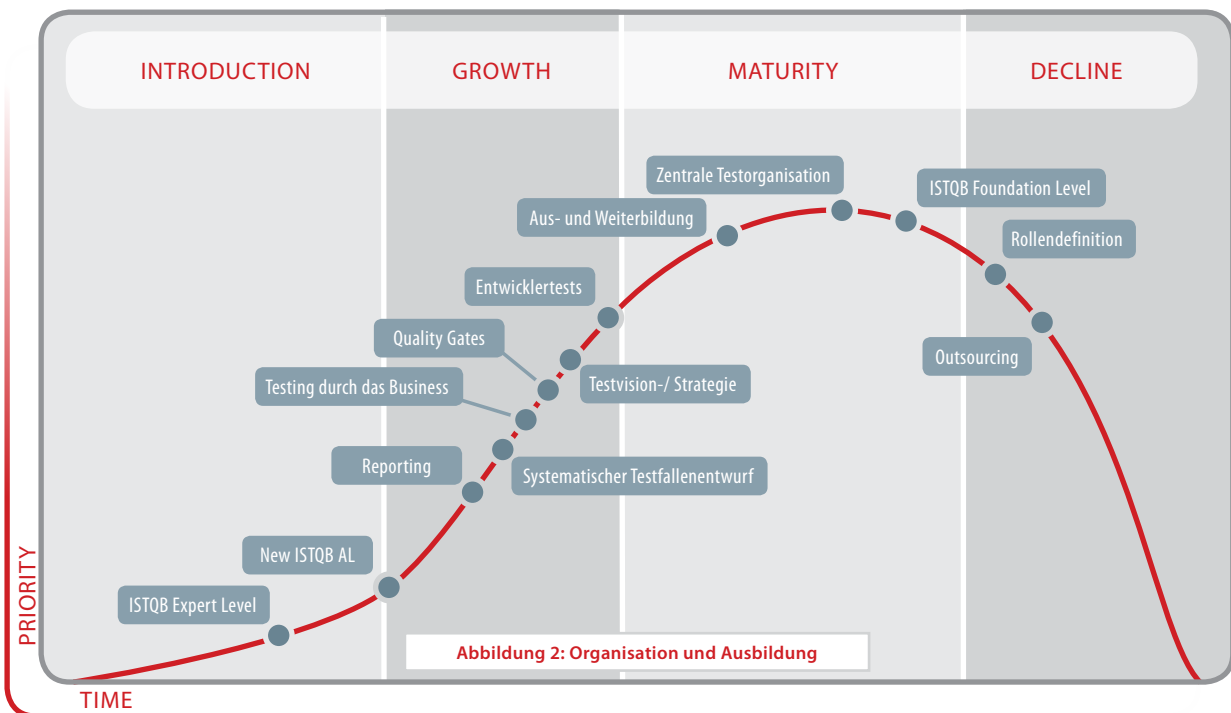 INTRODUCTION
GROWTH
MATURITY
DECLINE
Zentrale Testorganisation
ISTQB Foundation Level
Aus- und Weiterbildung
Rollendefinition
Entwicklertests
Quality Gates
Outsourcing
Testing durch das Business
Testvision-/ Strategie
Reporting
Systematischer Testfallenentwurf
New ISTQB AL
ISTQB Expert Level
PRIORITY
Abbildung 2: Organisation und Ausbildung
TIME